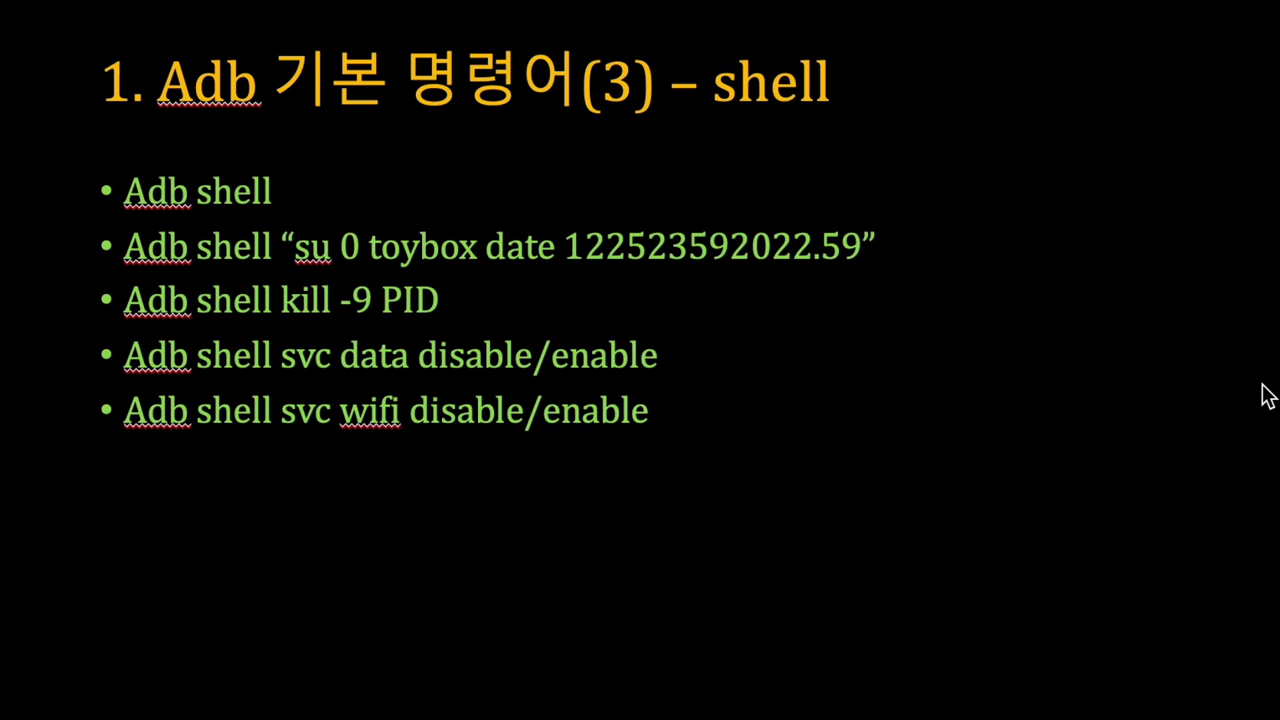 1. Adb 기본 명령어(3) – shell
• Adb shell
• Adb shell “su 0 toybox date 122523592022.59”
• Adb shell kill -9 PID
• Adb shell svc data disable/enable
• Adb shell svc wifi disable/enable